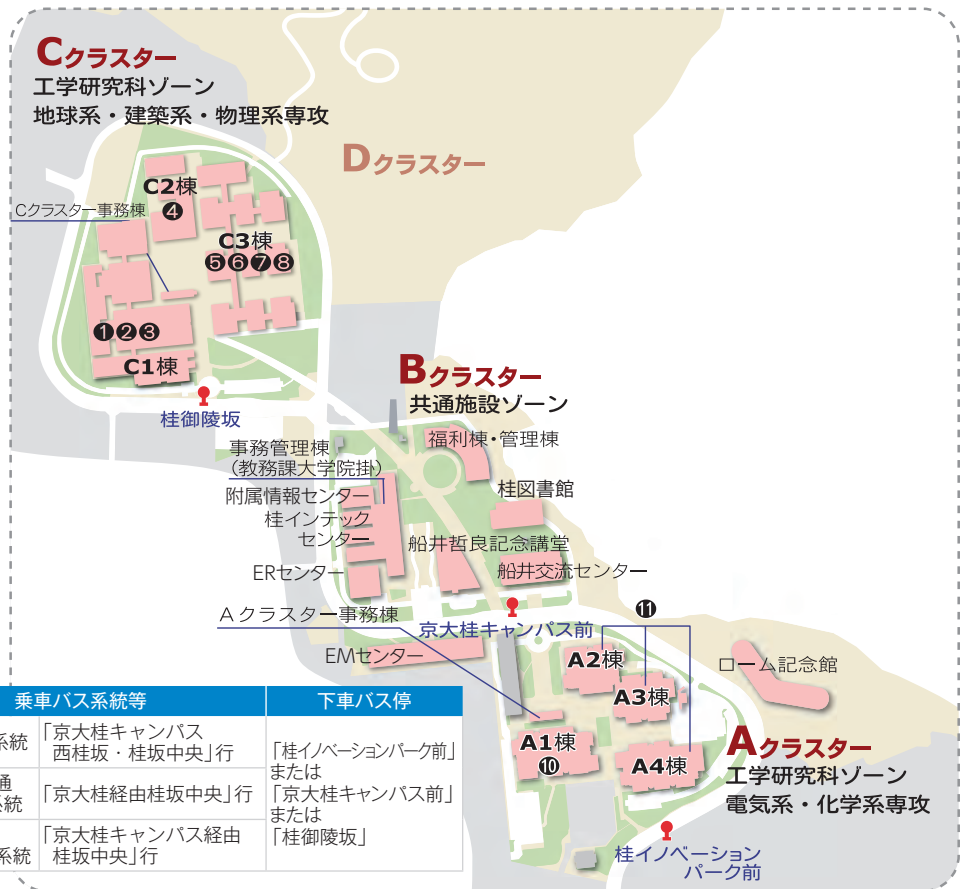 Cクラスター
工学研究科ゾーン
地球系・建築系・物理系専攻
Dクラスター
C2棟
Cクラスター事務棟
❹
C3棟
❺❻❼❽
❶❷❸
C1棟
桂御陵坂
Bクラスター
共通施設ゾーン
福利棟・管理棟
事務管理棟
(教務課大学院掛)
桂図書館
附属情報センター
桂インテック
センター
船井哲良記念講堂
船井交流センター
ERセンター
Aクラスター事務棟
⓫
京大桂キャンパス前
EMセンター
A2棟
ローム記念館
A3棟
A1棟
❿
A4棟
Aクラスター
工学研究科ゾーン
電気系・化学系専攻
桂イノベーション
パーク前
乗車バス系統等
下車バス停
系統
「京大桂キャンパス
西桂坂・桂坂中央」行
通
系統
「京大桂経由桂坂中央」行
系統
「京大桂キャンパス経由
桂坂中央」行
「桂イノベーションパーク前」
または
「京大桂キャンパス前」
または
「桂御陵坂」